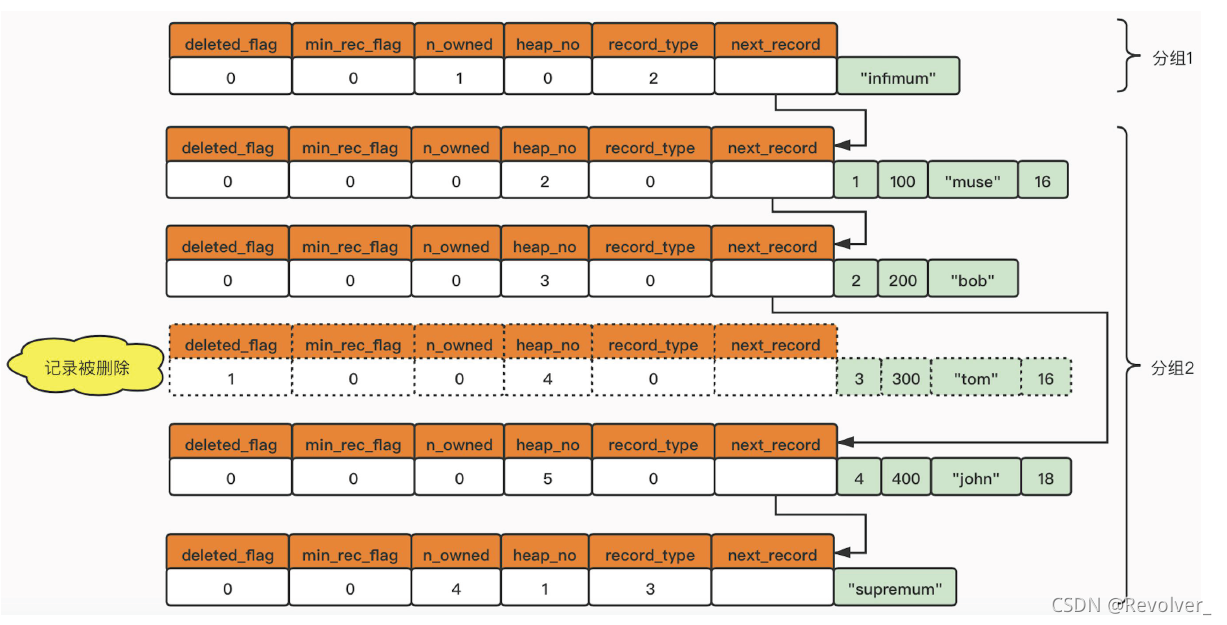 deleted_flag min_rec_flag n_owned heap_no record_type next_record
0 0 1 0 2 "infimum"
分组1
deleted_flag min_rec_flag n_owned heap_no record_type next_record
0 0 0 2 0 1 100 "muse" 16
deleted_flag min_rec_flag n_owned heap_no record_type next_record
0 0 0 3 0 2 200 "bob"
deleted_flag min_rec_flag n_owned heap_no record_type next_record
记录被删除
1 0 0 4 0 3 300 "tom" 16
分组2
deleted_flag min_rec_flag n_owned heap_no record_type next_record
0 0 0 5 0 4 400 "john" 18
deleted_flag min_rec_flag n_owned heap_no record_type next_record
0 0 4 1 3 "supremum"
CSDN @Revolver_